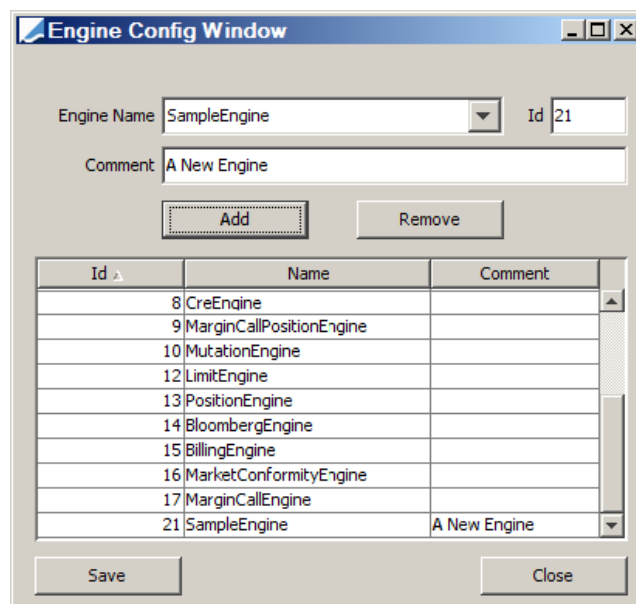 Engine Config Window
Engine Name SampleEngine Id 21
Comment A New Engine
Add Remove
Id Name Comment
8 CreEngine
9 MarginCallPositionEngine
10 MutationEngine
12 LimitEngine
13 PositionEngine
14 BloombergEngine
15 BillingEngine
16 MarketConformityEngine
17 MarginCallEngine
21 SampleEngine A New Engine
Save Close